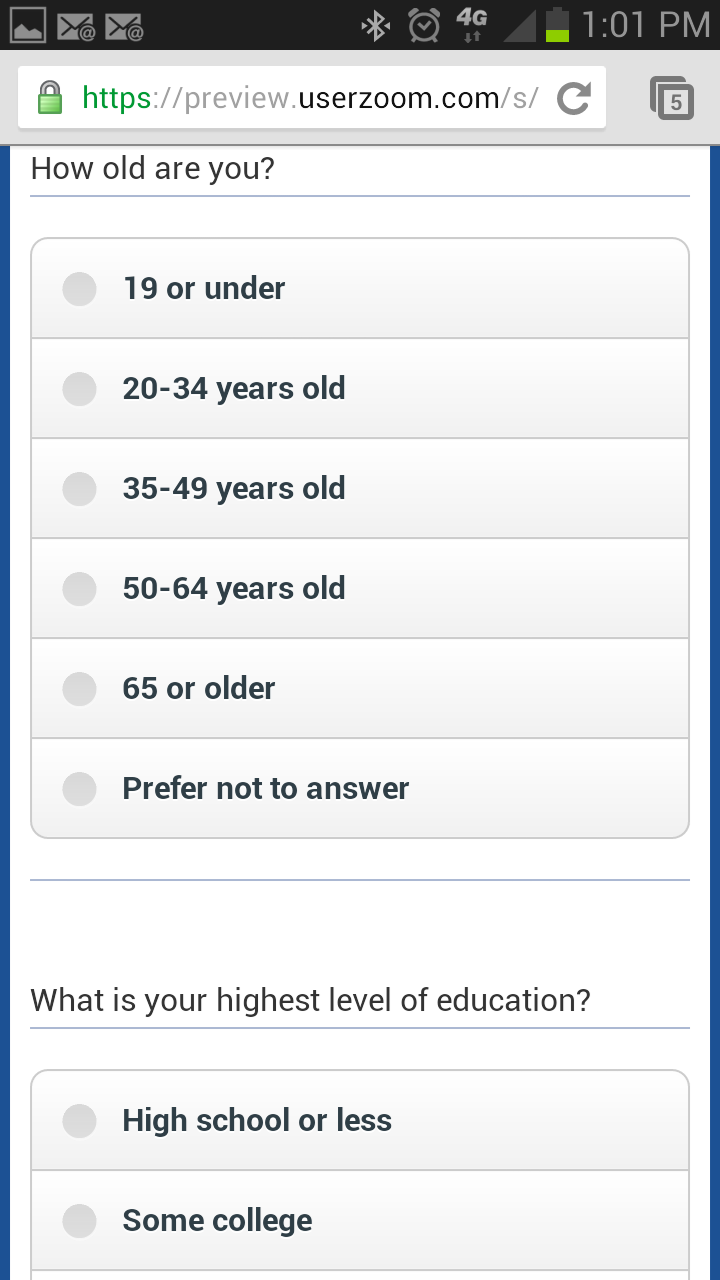 4G 1:01 PM
https://preview.userzoom.com/s/ 5
How old are you?
19 or under
20-34 years old
35-49 years old
50-64 years old
65 or older
Prefer not to answer
What is your highest level of education?
High school or less
Some college